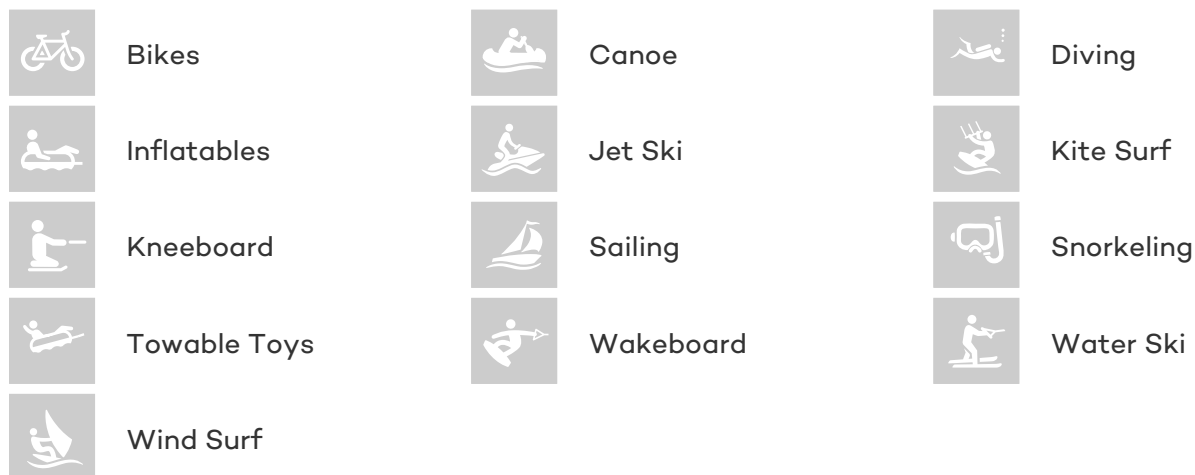 Bikes
Canoe
Diving
Inflatables
Jet Ski
Kite Surf
Kneeboard
Sailing
Snorkeling
Towable Toys
Wakeboard
Water Ski
Wind Surf